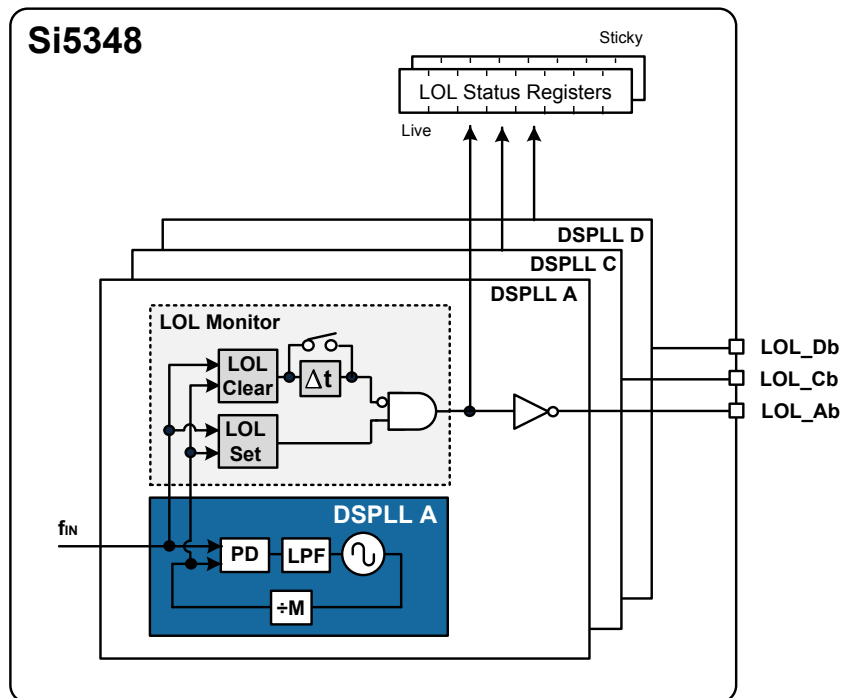 Si5348
Sticky
LOL Status Registers
Live
DSPLL D
DSPLL C
DSPLL A
LOL Monitor
LOL
Clear
Δt
LOL
Set
LOL_Db
LOL_Cb
LOL_Ab
fIN
DSPLL A
PD
LPF
÷M